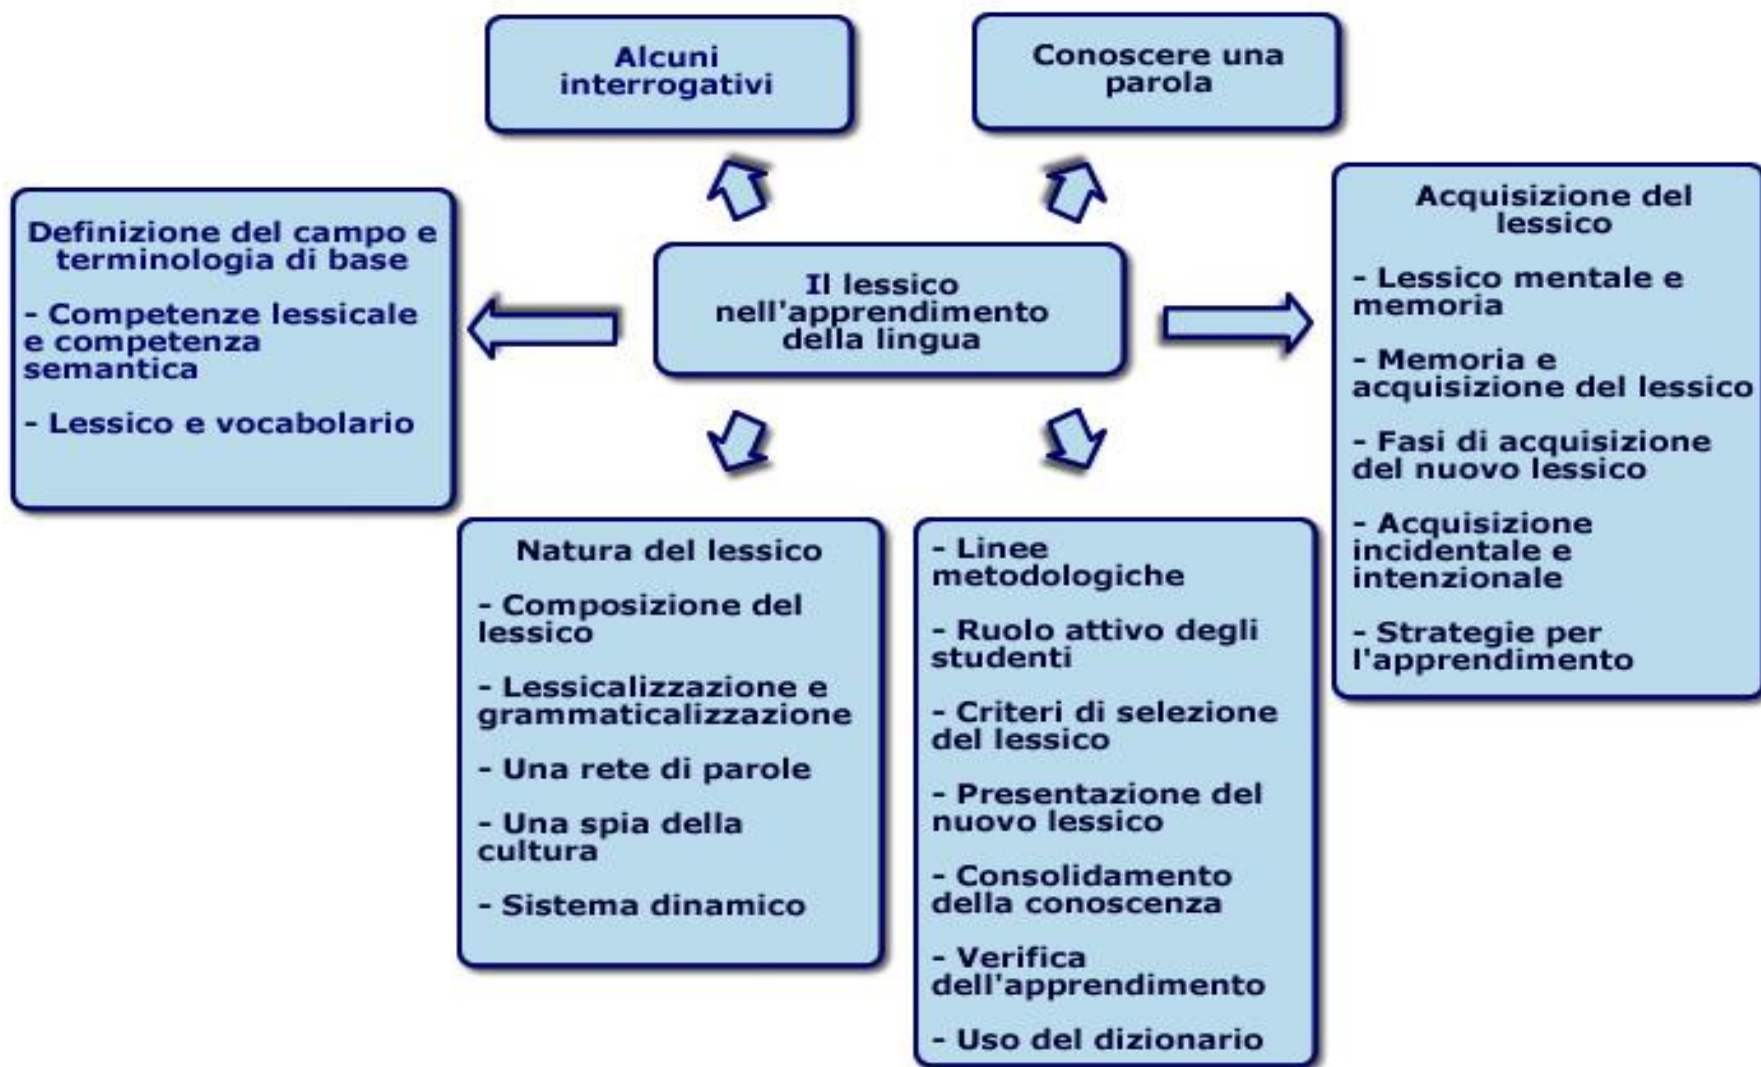 Alcuni
interrogativi
Conoscere una
parola
Definizione del campo e
terminologia di base
- Competenze lessicale
e competenza
semantica
- Lessico e vocabolario
Il lessico
nell'apprendimento
della lingua
Acquisizione del
lessico
- Lessico mentale e
memoria
- Memoria e
acquisizione del lessico
- Fasi di acquisizione
del nuovo lessico
- Acquisizione
incidentale e
intenzionale
- Strategie per
l'apprendimento
Natura del lessico
- Composizione del
lessico
- Lessicalizzazione e
grammaticalizzazione
- Una rete di parole
- Una spia della
cultura
- Sistema dinamico
- Linee
metodologiche
- Ruolo attivo degli
studenti
- Criteri di selezione
del lessico
- Presentazione del
nuovo lessico
- Consolidamento
della conoscenza
- Verifica
dell'apprendimento
- Uso del dizionario